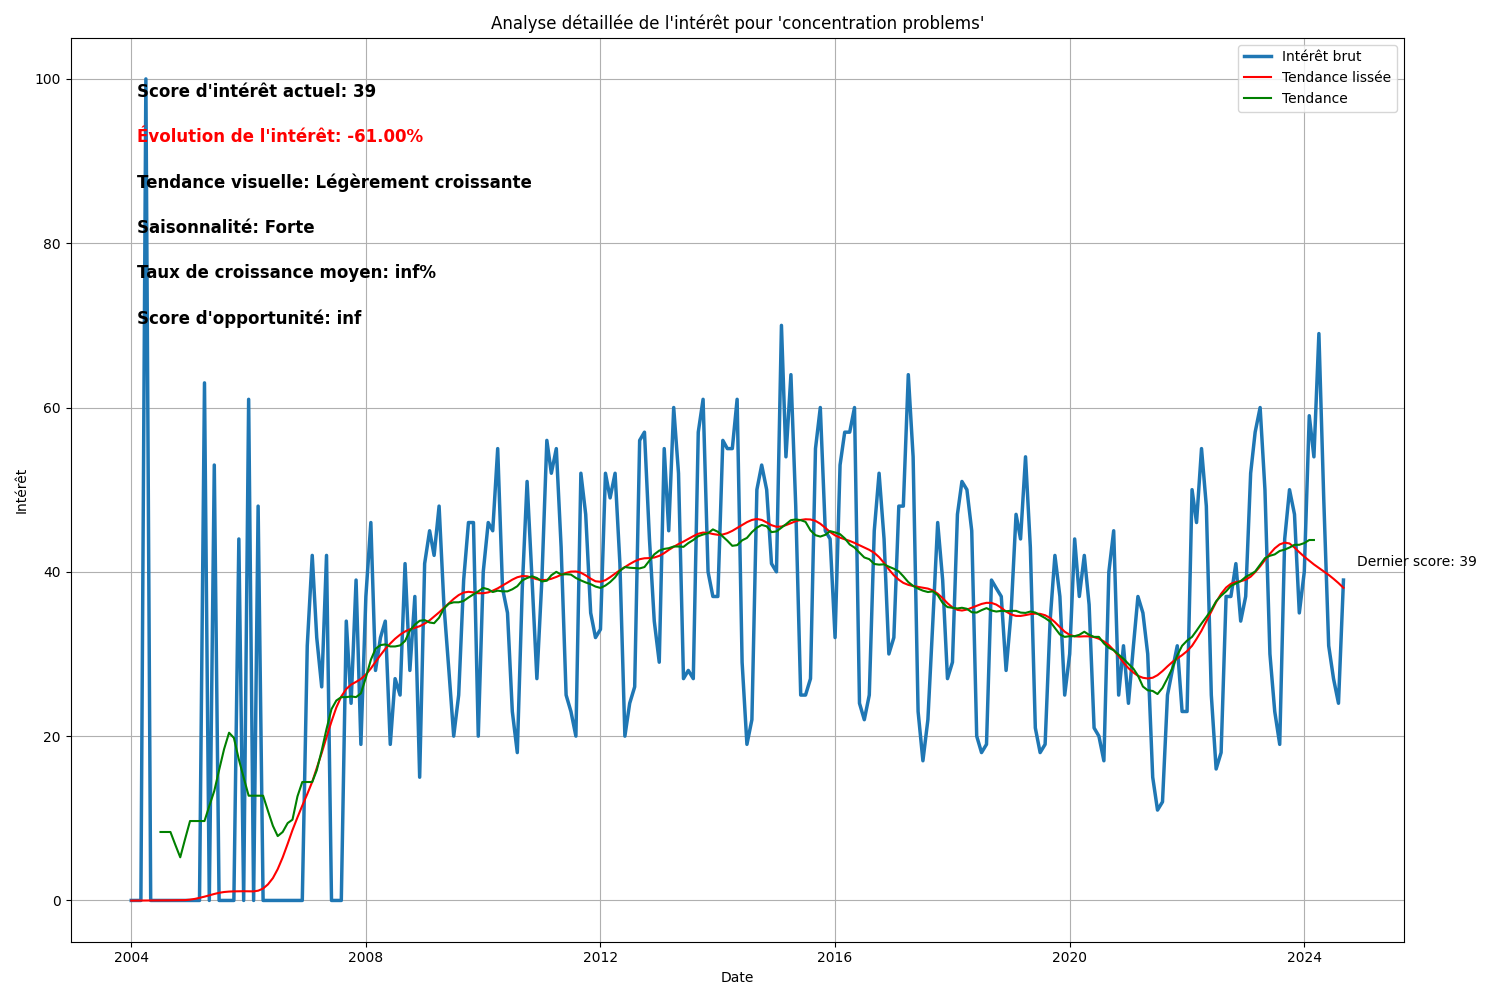 Analyse détaillée de l'intérêt pour 'concentration problems'
Intérêt brut
Tendance lissée
Tendance
Score d'intérêt actuel: 39
Évolution de l'intérêt: -61.00%
Tendance visuelle: Légèrement croissante
Saisonnalité: Forte
Taux de croissance moyen: inf%
Score d'opportunité: inf
Dernier score: 39
Intérêt
100
80
60
40
20
0
2004
2008
2012
2016
2020
2024
Date